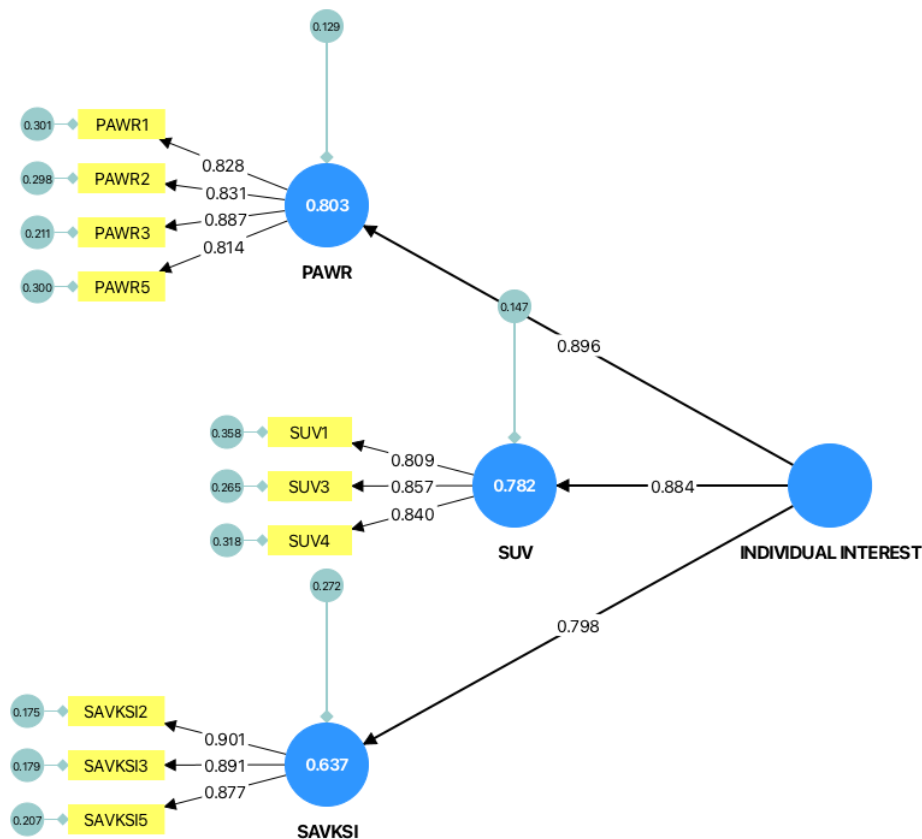 0.129
0.301
PAWR1
0.828
0.298
PAWR2
0.831
0.803
0.211
PAWR3
0.887
0.814
0.300
PAWR5
PAWR
0.147
0.896
0.358
SUV1
0.809
0.265
SUV3
0.857
0.782
0.884
0.840
0.318
SUV4
SUV
INDIVIDUAL INTEREST
0.272
0.798
0.175
SAVKSI2
0.901
0.179
SAVKSI3
0.891
0.637
0.877
0.207
SAVKSI5
SAVKSI